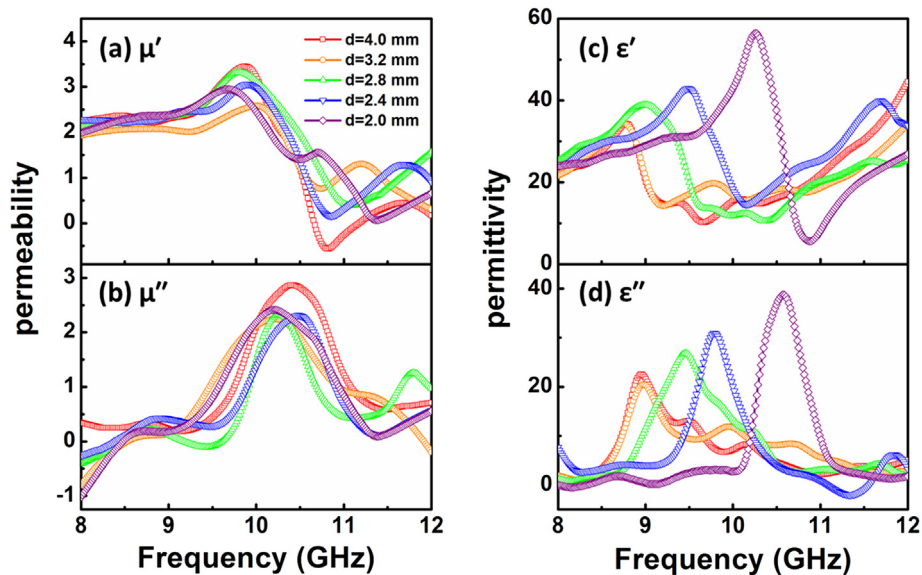 (a) μ′
d=4.0 mm
d=3.2 mm
d=2.8 mm
d=2.4 mm
d=2.0 mm
4
3
2
1
0
permeability
(b) μ″
3
2
1
0
-1
8 9 10 11 12
Frequency (GHz)
(c) ε′
60
40
20
0
permittivity
(d) ε″
40
20
0
8 9 10 11 12
Frequency (GHz)